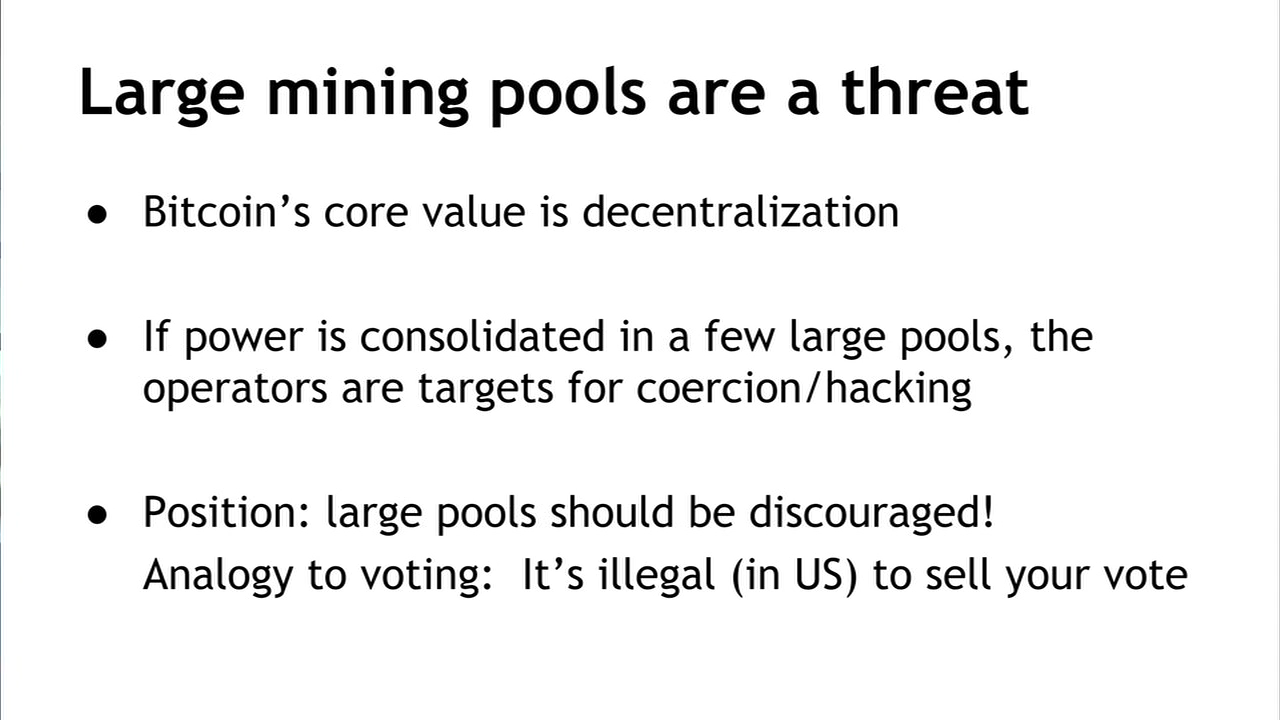 Large mining pools are a threat
● Bitcoin’s core value is decentralization
● If power is consolidated in a few large pools, the
operators are targets for coercion/hacking
● Position: large pools should be discouraged!
Analogy to voting:  It’s illegal (in US) to sell your vote